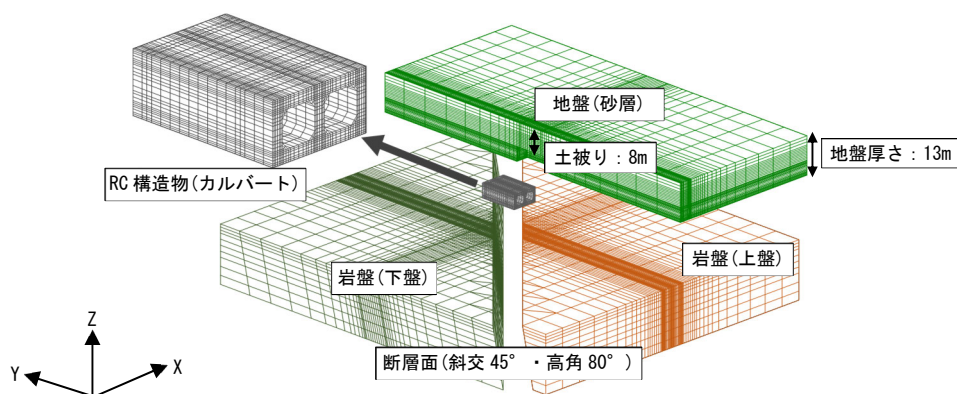 地盤(砂層)
土被り：8m
地盤厚さ：13m
RC 構造物(カルバート)
岩盤(上盤)
岩盤(下盤)
断層面(斜交 45° ・高角 80° )
Z
Y
X